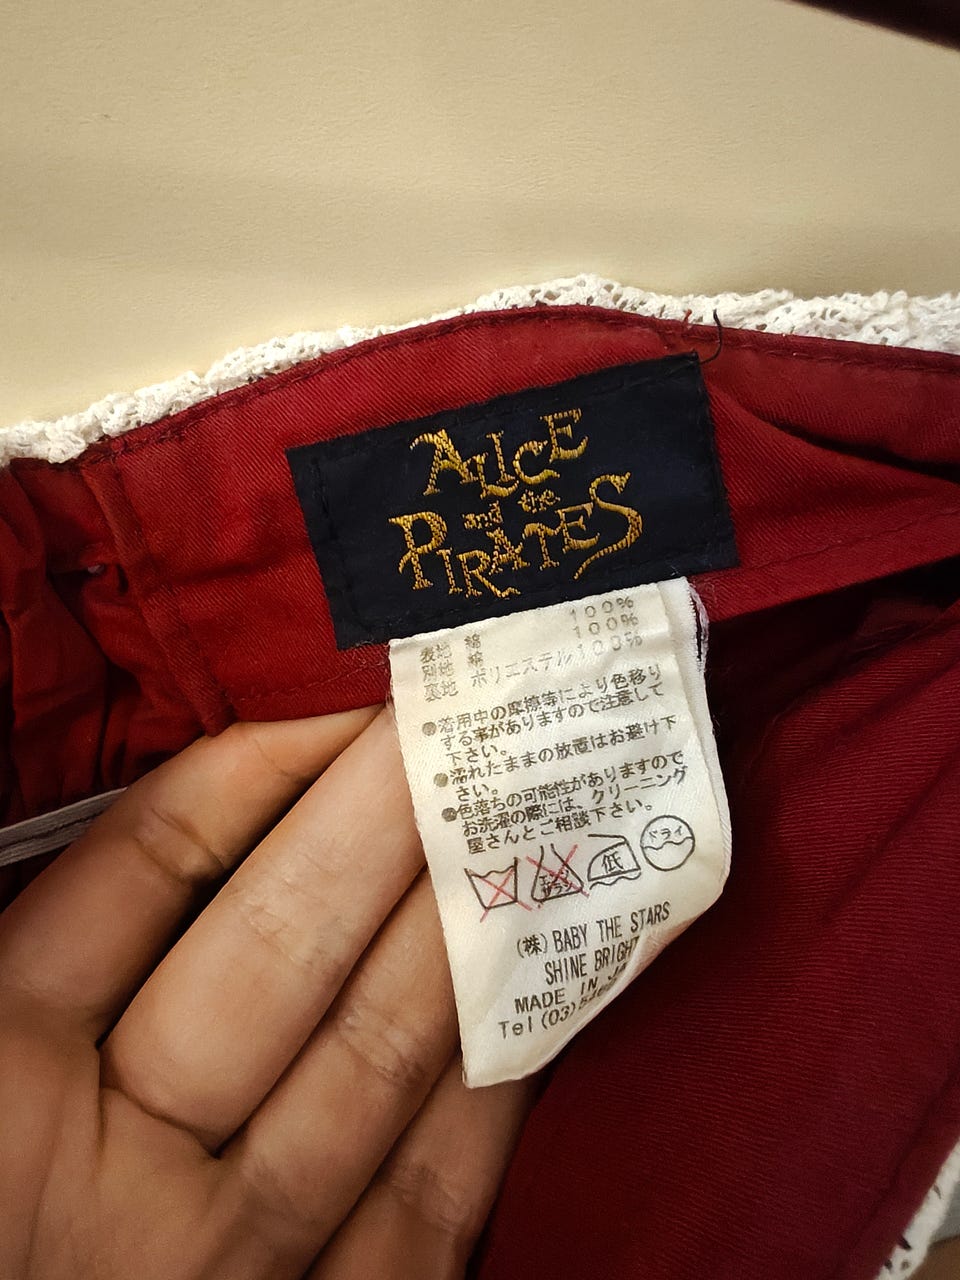 ALICE
and the
PIRATES
表地 綿 100%
別地 綿 100%
裏地 ポリエステル100%
●着用中の摩擦等により色移り
する事がありますので注意して
下さい。
●濡れたままの放置はお避け下
さい。
●色落ちの可能性がありますので
お洗濯の際には、クリーニング
屋さんとご相談下さい。
低 ドライ
(株)BABY THE STARS
SHINE BRIGHT
MADE IN
Tel(03)